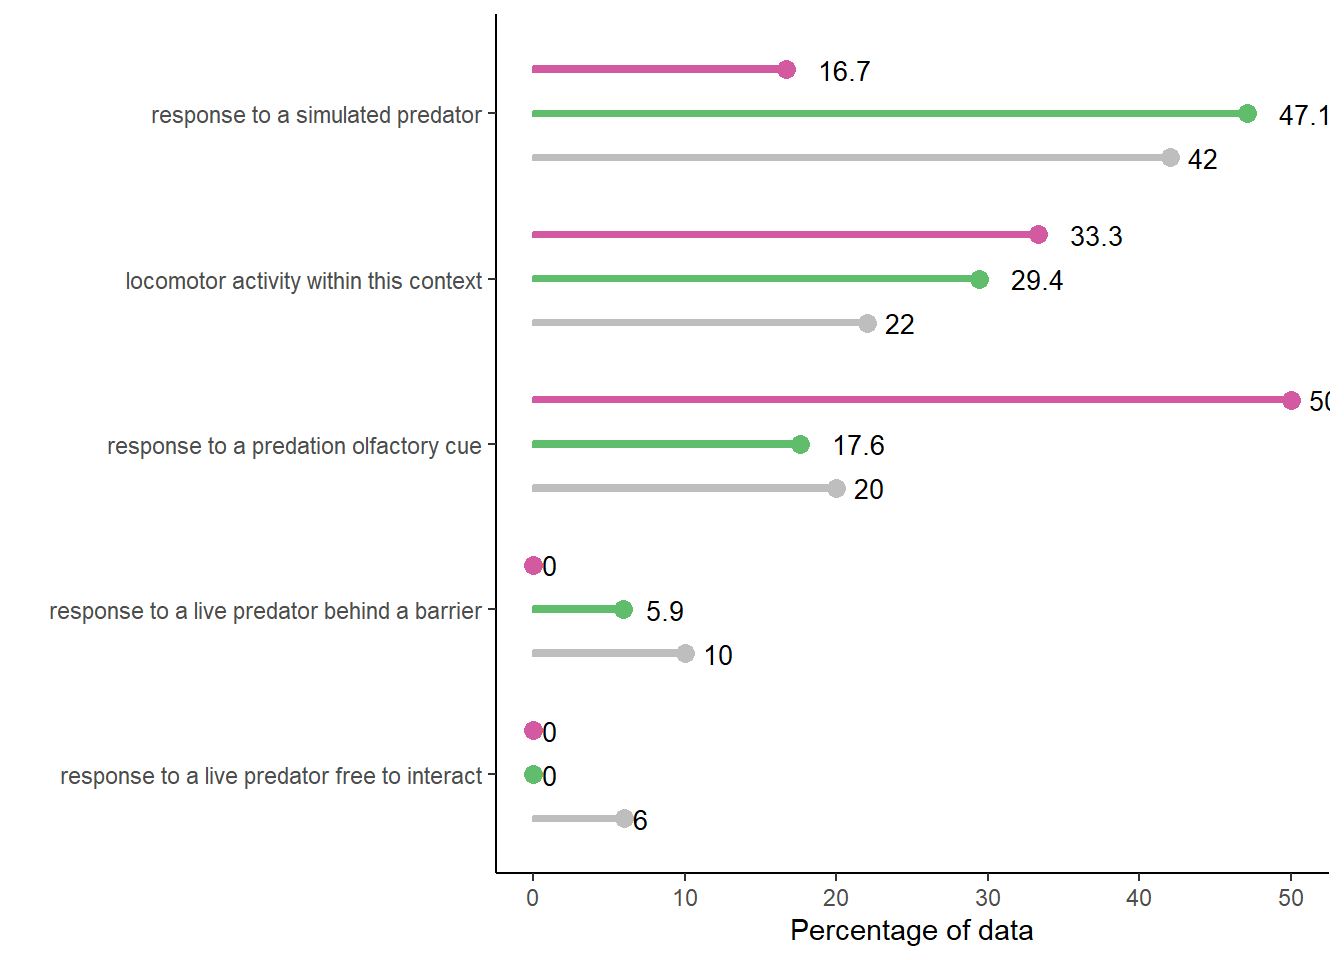 16.7
response to a simulated predator
47.1
42
33.3
locomotor activity within this context
29.4
22
50
response to a predation olfactory cue
17.6
20
0
response to a live predator behind a barrier
5.9
10
0
response to a live predator free to interact
0
6
0 10 20 30 40 50
Percentage of data